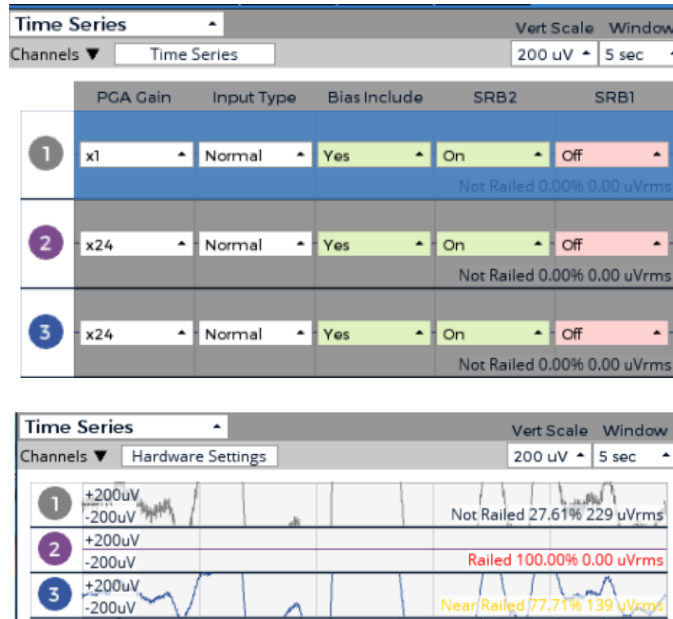 Time Series
Vert Scale Window
Channels ▼ Time Series 200 uV 5 sec
PGA Gain Input Type Bias Include SRB2 SRB1
1 x1 Normal Yes On Off
Not Railed 0.00% 0.00 uVrms
2 x24 Normal Yes On Off
Not Railed 0.00% 0.00 uVrms
3 x24 Normal Yes On Off
Not Railed 0.00% 0.00 uVrms
Time Series
Vert Scale Window
Channels ▼ Hardware Settings 200 uV 5 sec
1 +200uV
-200uV Not Railed 27.61% 229 uVrms
2 +200uV
-200uV Railed 100.00% 0.00 uVrms
3 +200uV
-200uV Near Railed 77.71% 139 uVrms